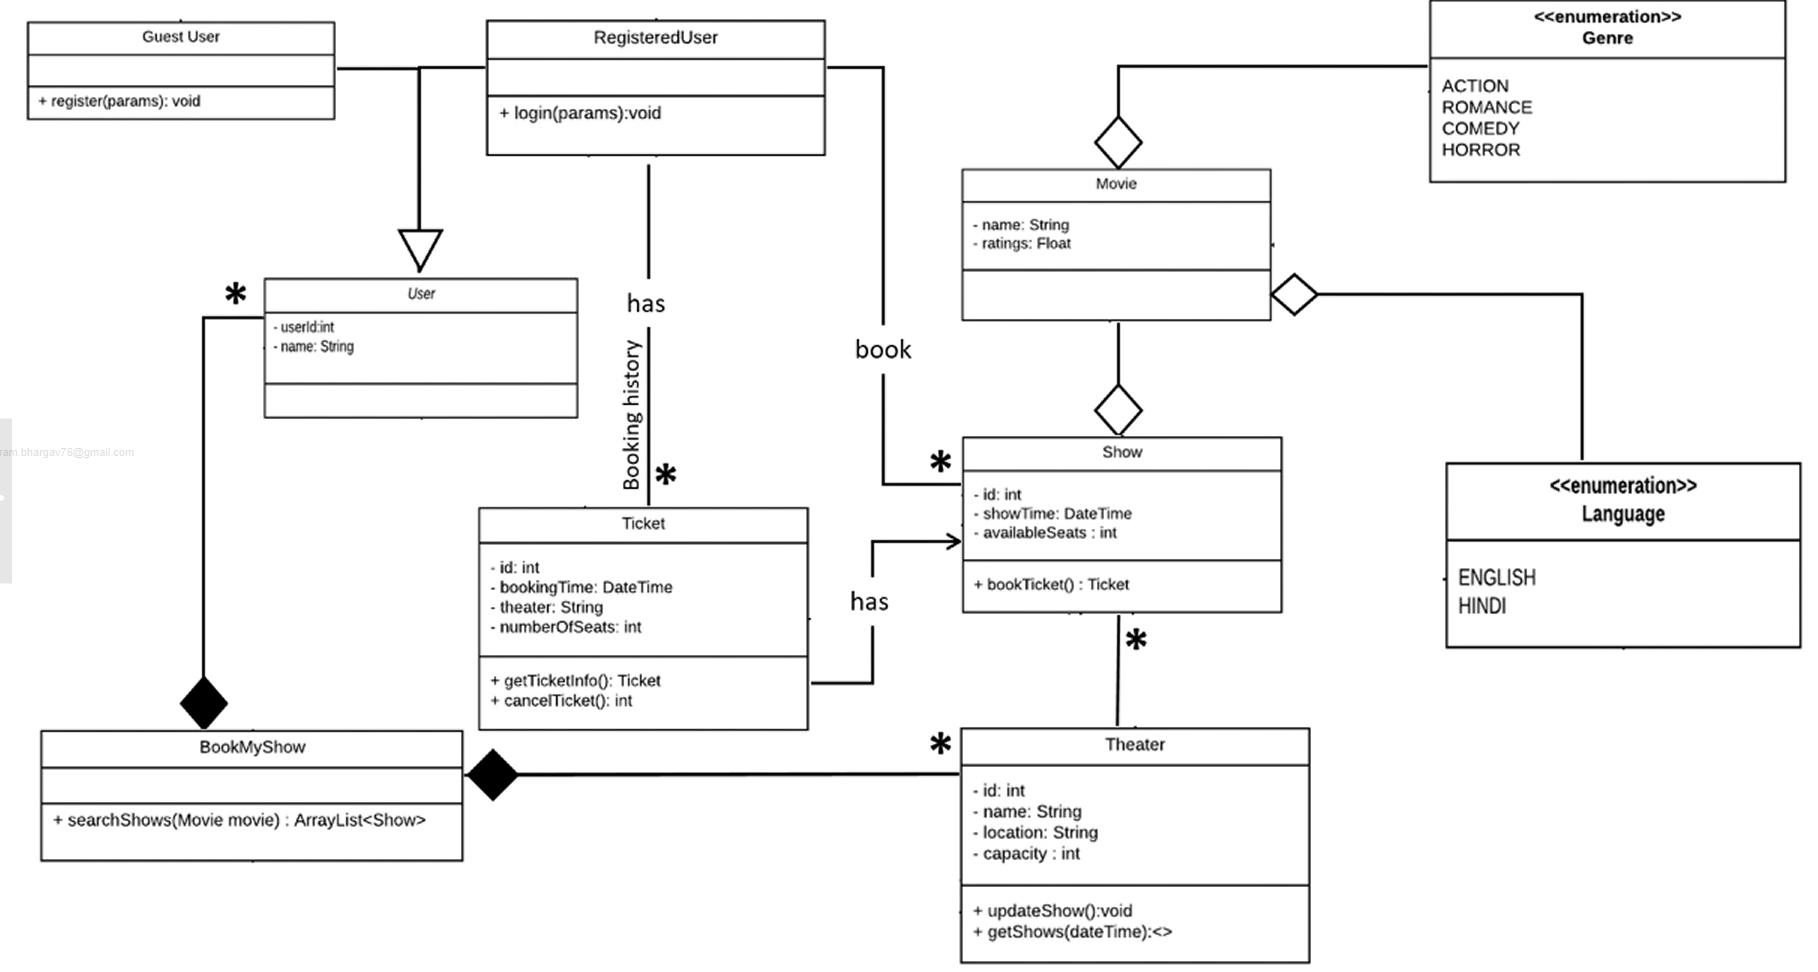 Guest User
+ register(params): void
RegisteredUser
+ login(params):void
<<enumeration>>
Genre
ACTION
ROMANCE
COMEDY
HORROR
Movie
- name: String
- ratings: Float
*
User
- userId:int
- name: String
has
Booking history
*
book
*
Show
- id: int
- showTime: DateTime
- availableSeats : int
+ bookTicket() : Ticket
<<enumeration>>
Language
ENGLISH
HINDI
ram.bhargav76@gmail.com
Ticket
- id: int
- bookingTime: DateTime
- theater: String
- numberOfSeats: int
+ getTicketInfo(): Ticket
+ cancelTicket(): int
has
*
BookMyShow
+ searchShows(Movie movie) : ArrayList<Show>
*
Theater
- id: int
- name: String
- location: String
- capacity : int
+ updateShow():void
+ getShows(dateTime):<>